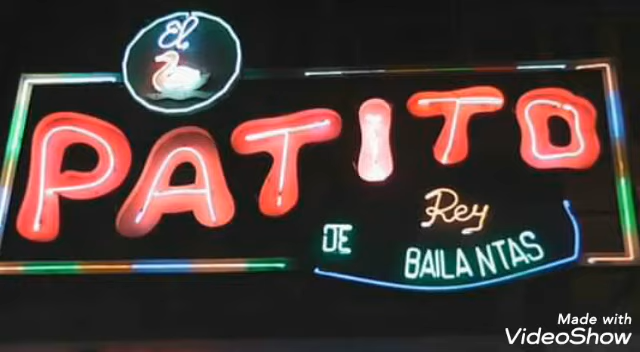 El
PATITO
Rey
DE
BAILANTAS
Made with
VideoShow